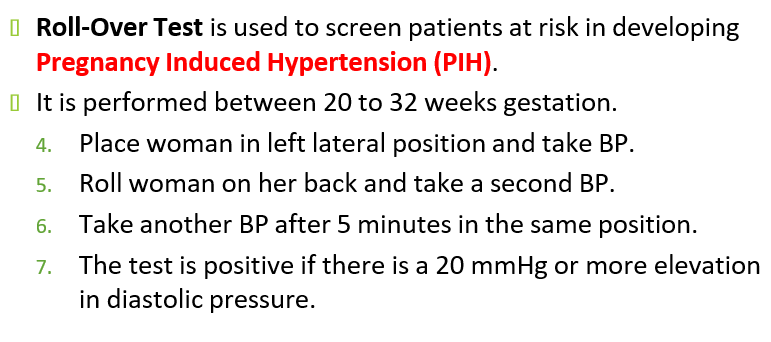 ▯ Roll-Over Test is used to screen patients at risk in developing
Pregnancy Induced Hypertension (PIH).
▯ It is performed between 20 to 32 weeks gestation.
4. Place woman in left lateral position and take BP.
5. Roll woman on her back and take a second BP.
6. Take another BP after 5 minutes in the same position.
7. The test is positive if there is a 20 mmHg or more elevation
in diastolic pressure.